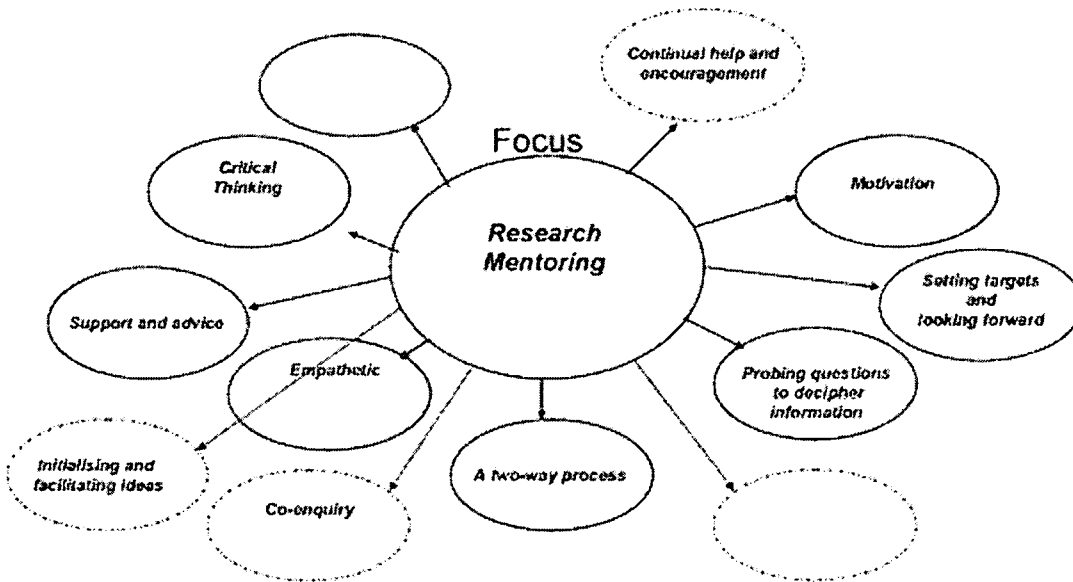 Continual help and
encouragement
Focus
Critical
Thinking
Motivation
Research
Mentoring
Setting targets
and
looking forward
Support and advice
Empathetic
Probing questions
to decipher
information
Initialising and
facilitating ideas
A two-way process
Co-enquiry